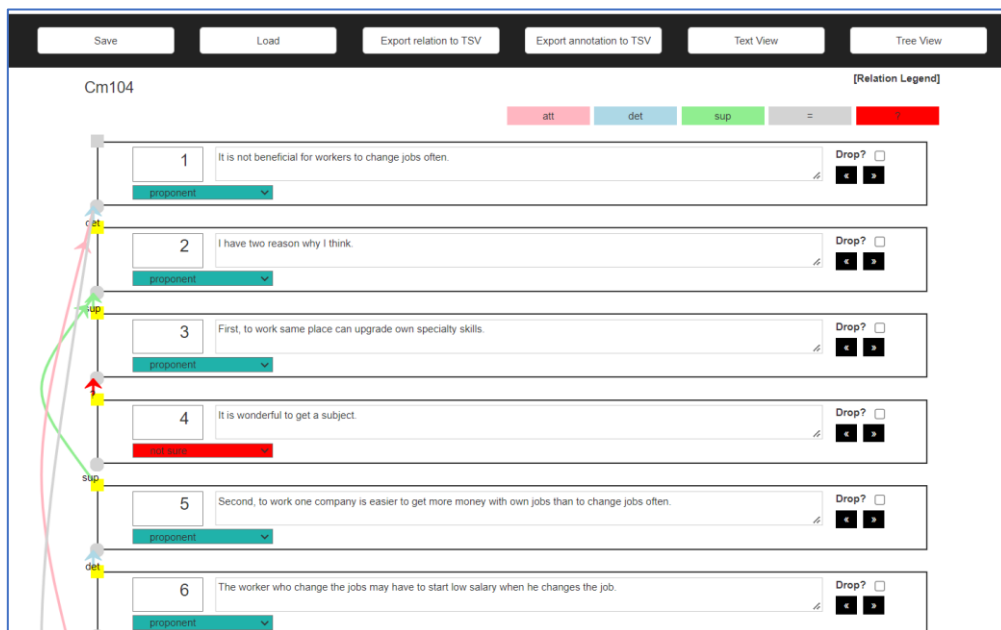 Save Load Export relation to TSV Export annotation to TSV Text View Tree View
Cm104
[Relation Legend]
att det sup = ?
1 It is not beneficial for workers to change jobs often. Drop? « »
proponent
det
2 I have two reason why I think. Drop? « »
proponent
sup
3 First, to work same place can upgrade own specialty skills. Drop? « »
proponent
?
4 It is wonderful to get a subject. Drop? « »
not sure
sup
5 Second, to work one company is easier to get more money with own jobs than to change jobs often. Drop? « »
proponent
det
6 The worker who change the jobs may have to start low salary when he changes the job. Drop? « »
proponent